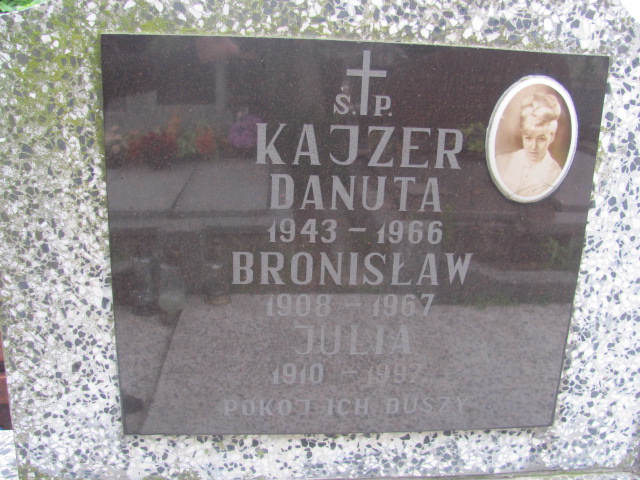 Ś. P.
KAJZER
DANUTA
1943 – 1966
BRONISŁAW
1908 – 1967
JULIA
1910 – 1997
POKÓJ ICH DUSZY